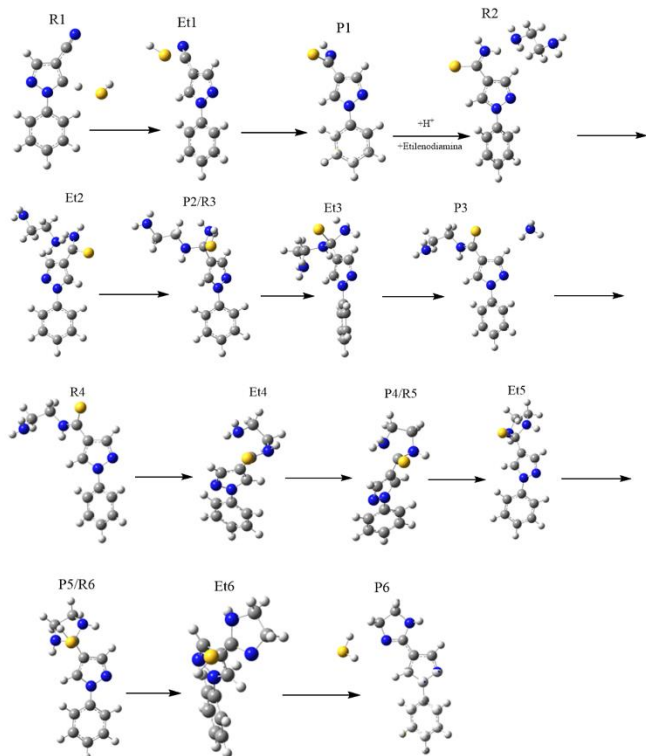 R1
Et1
P1
R2
+H⁺
+Etilenodiamina
Et2
P2/R3
Et3
P3
R4
Et4
P4/R5
Et5
P5/R6
Et6
P6